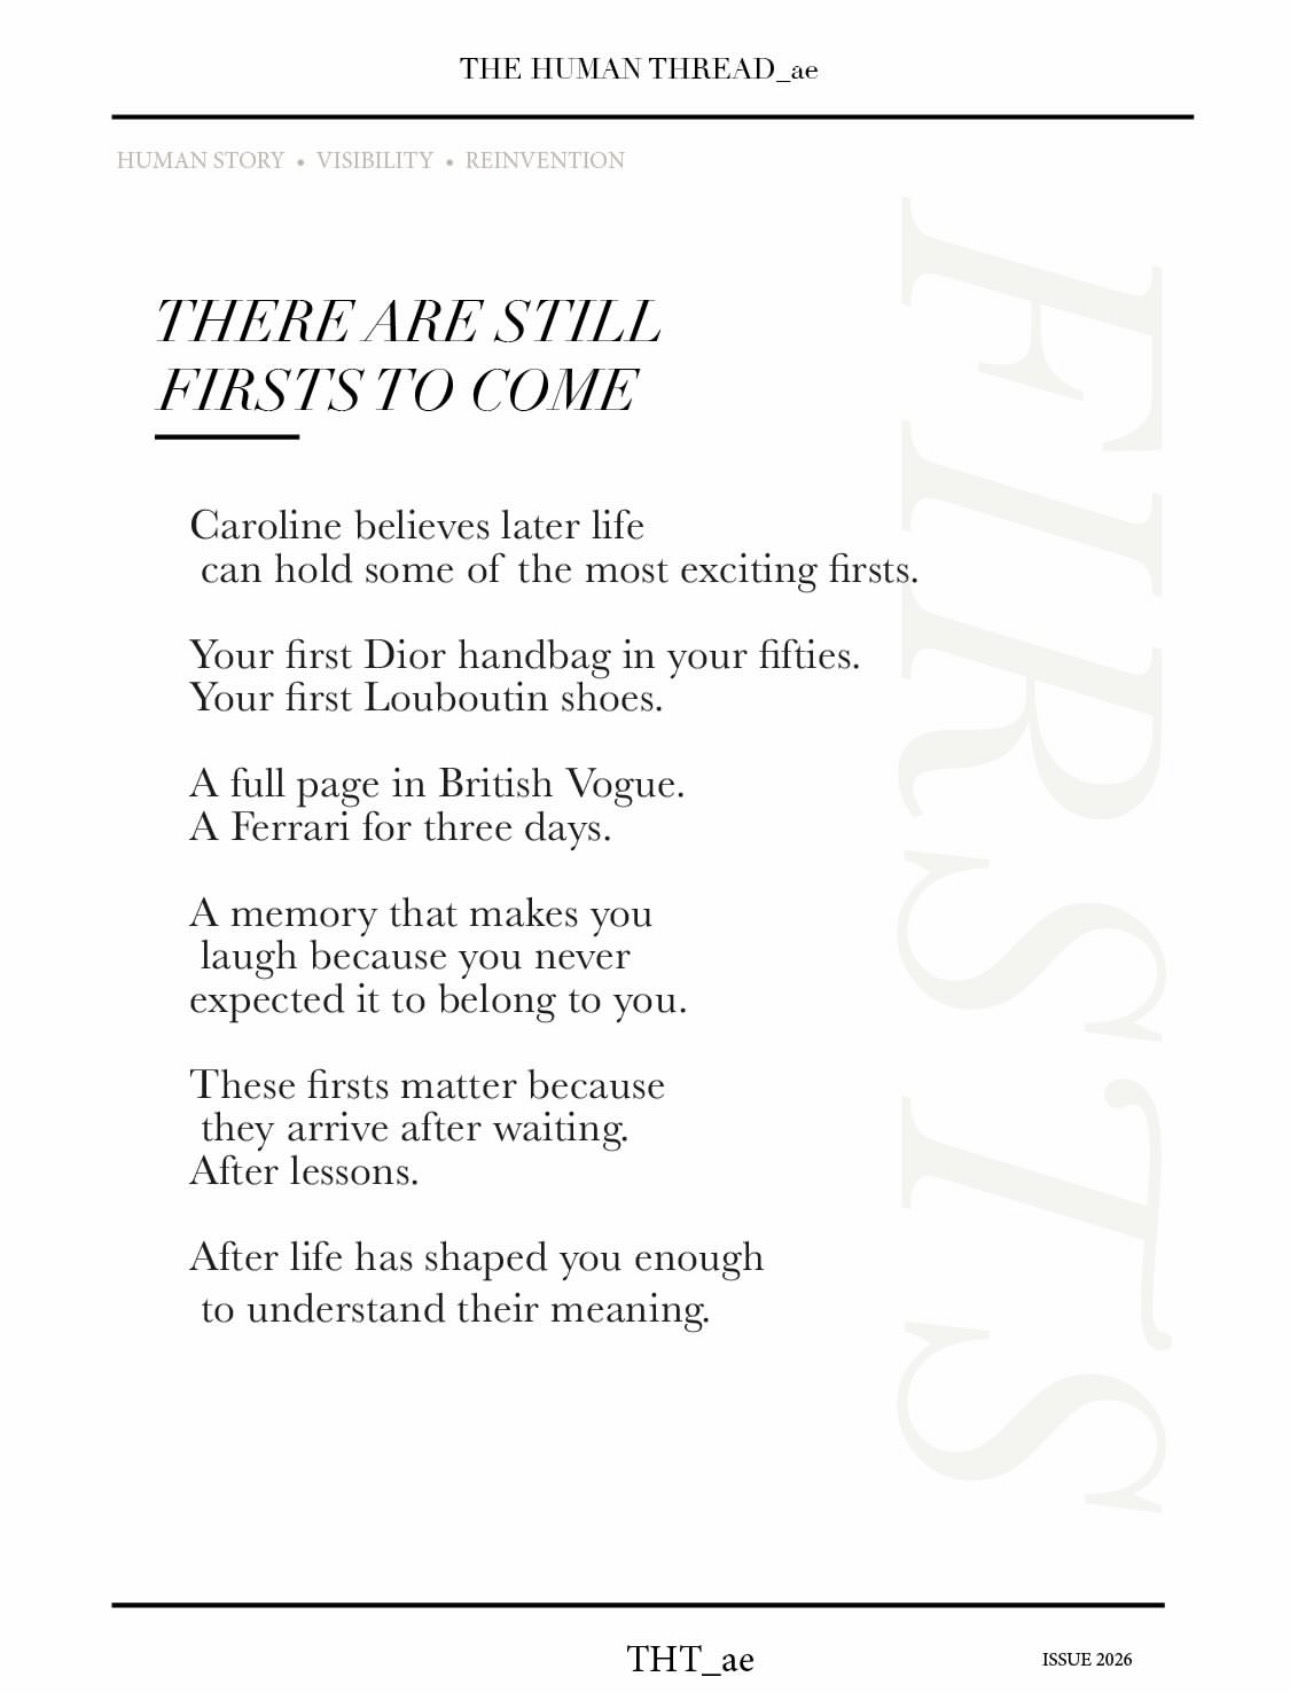 THE HUMAN THREAD_ae
HUMAN STORY • VISIBILITY • REINVENTION
THERE ARE STILL
FIRSTS TO COME
Caroline believes later life
can hold some of the most exciting firsts.
Your first Dior handbag in your fifties.
Your first Louboutin shoes.
A full page in British Vogue.
A Ferrari for three days.
A memory that makes you
laugh because you never
expected it to belong to you.
These firsts matter because
they arrive after waiting.
After lessons.
After life has shaped you enough
to understand their meaning.
FIRSTS
THT_ae
ISSUE 2026